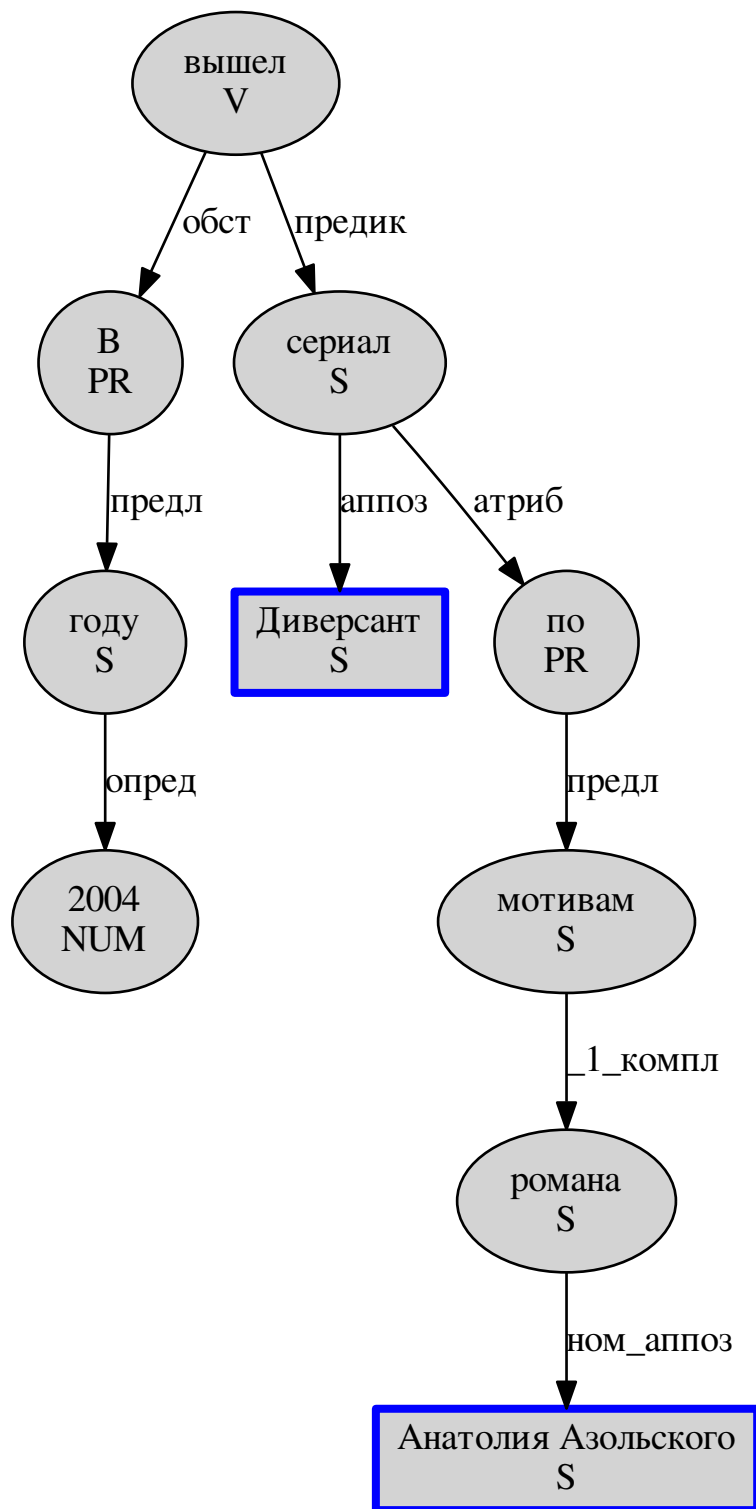 вышел
V
обст
предик
В
PR
сериал
S
предл
аппоз
атриб
году
S
Диверсант
S
по
PR
опред
предл
2004
NUM
мотивам
S
_1_компл
романа
S
ном_аппоз
Анатолия Азольского
S